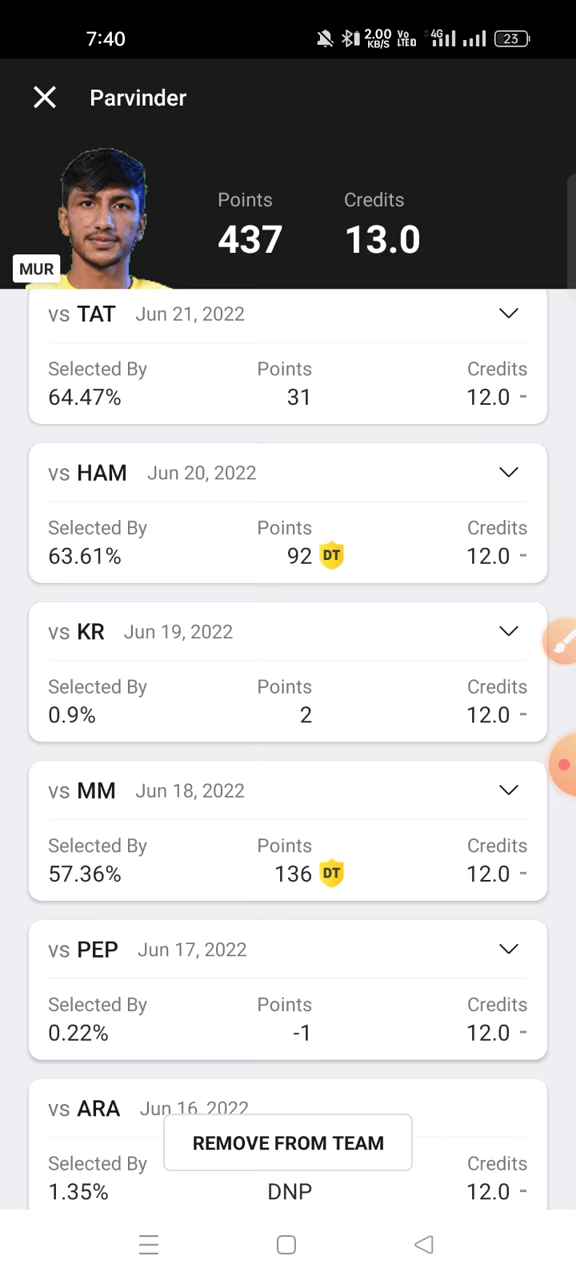 7:40 2.00 KB/S Vo LTE 4G 23
Parvinder
Points Credits
437 13.0
MUR
vs TAT Jun 21, 2022
Selected By Points Credits
64.47% 31 12.0 -
vs HAM Jun 20, 2022
Selected By Points Credits
63.61% 92 DT 12.0 -
vs KR Jun 19, 2022
Selected By Points Credits
0.9% 2 12.0 -
vs MM Jun 18, 2022
Selected By Points Credits
57.36% 136 DT 12.0 -
vs PEP Jun 17, 2022
Selected By Points Credits
0.22% -1 12.0 -
vs ARA Jun 16, 2022
REMOVE FROM TEAM
Selected By Credits
1.35% DNP 12.0 -